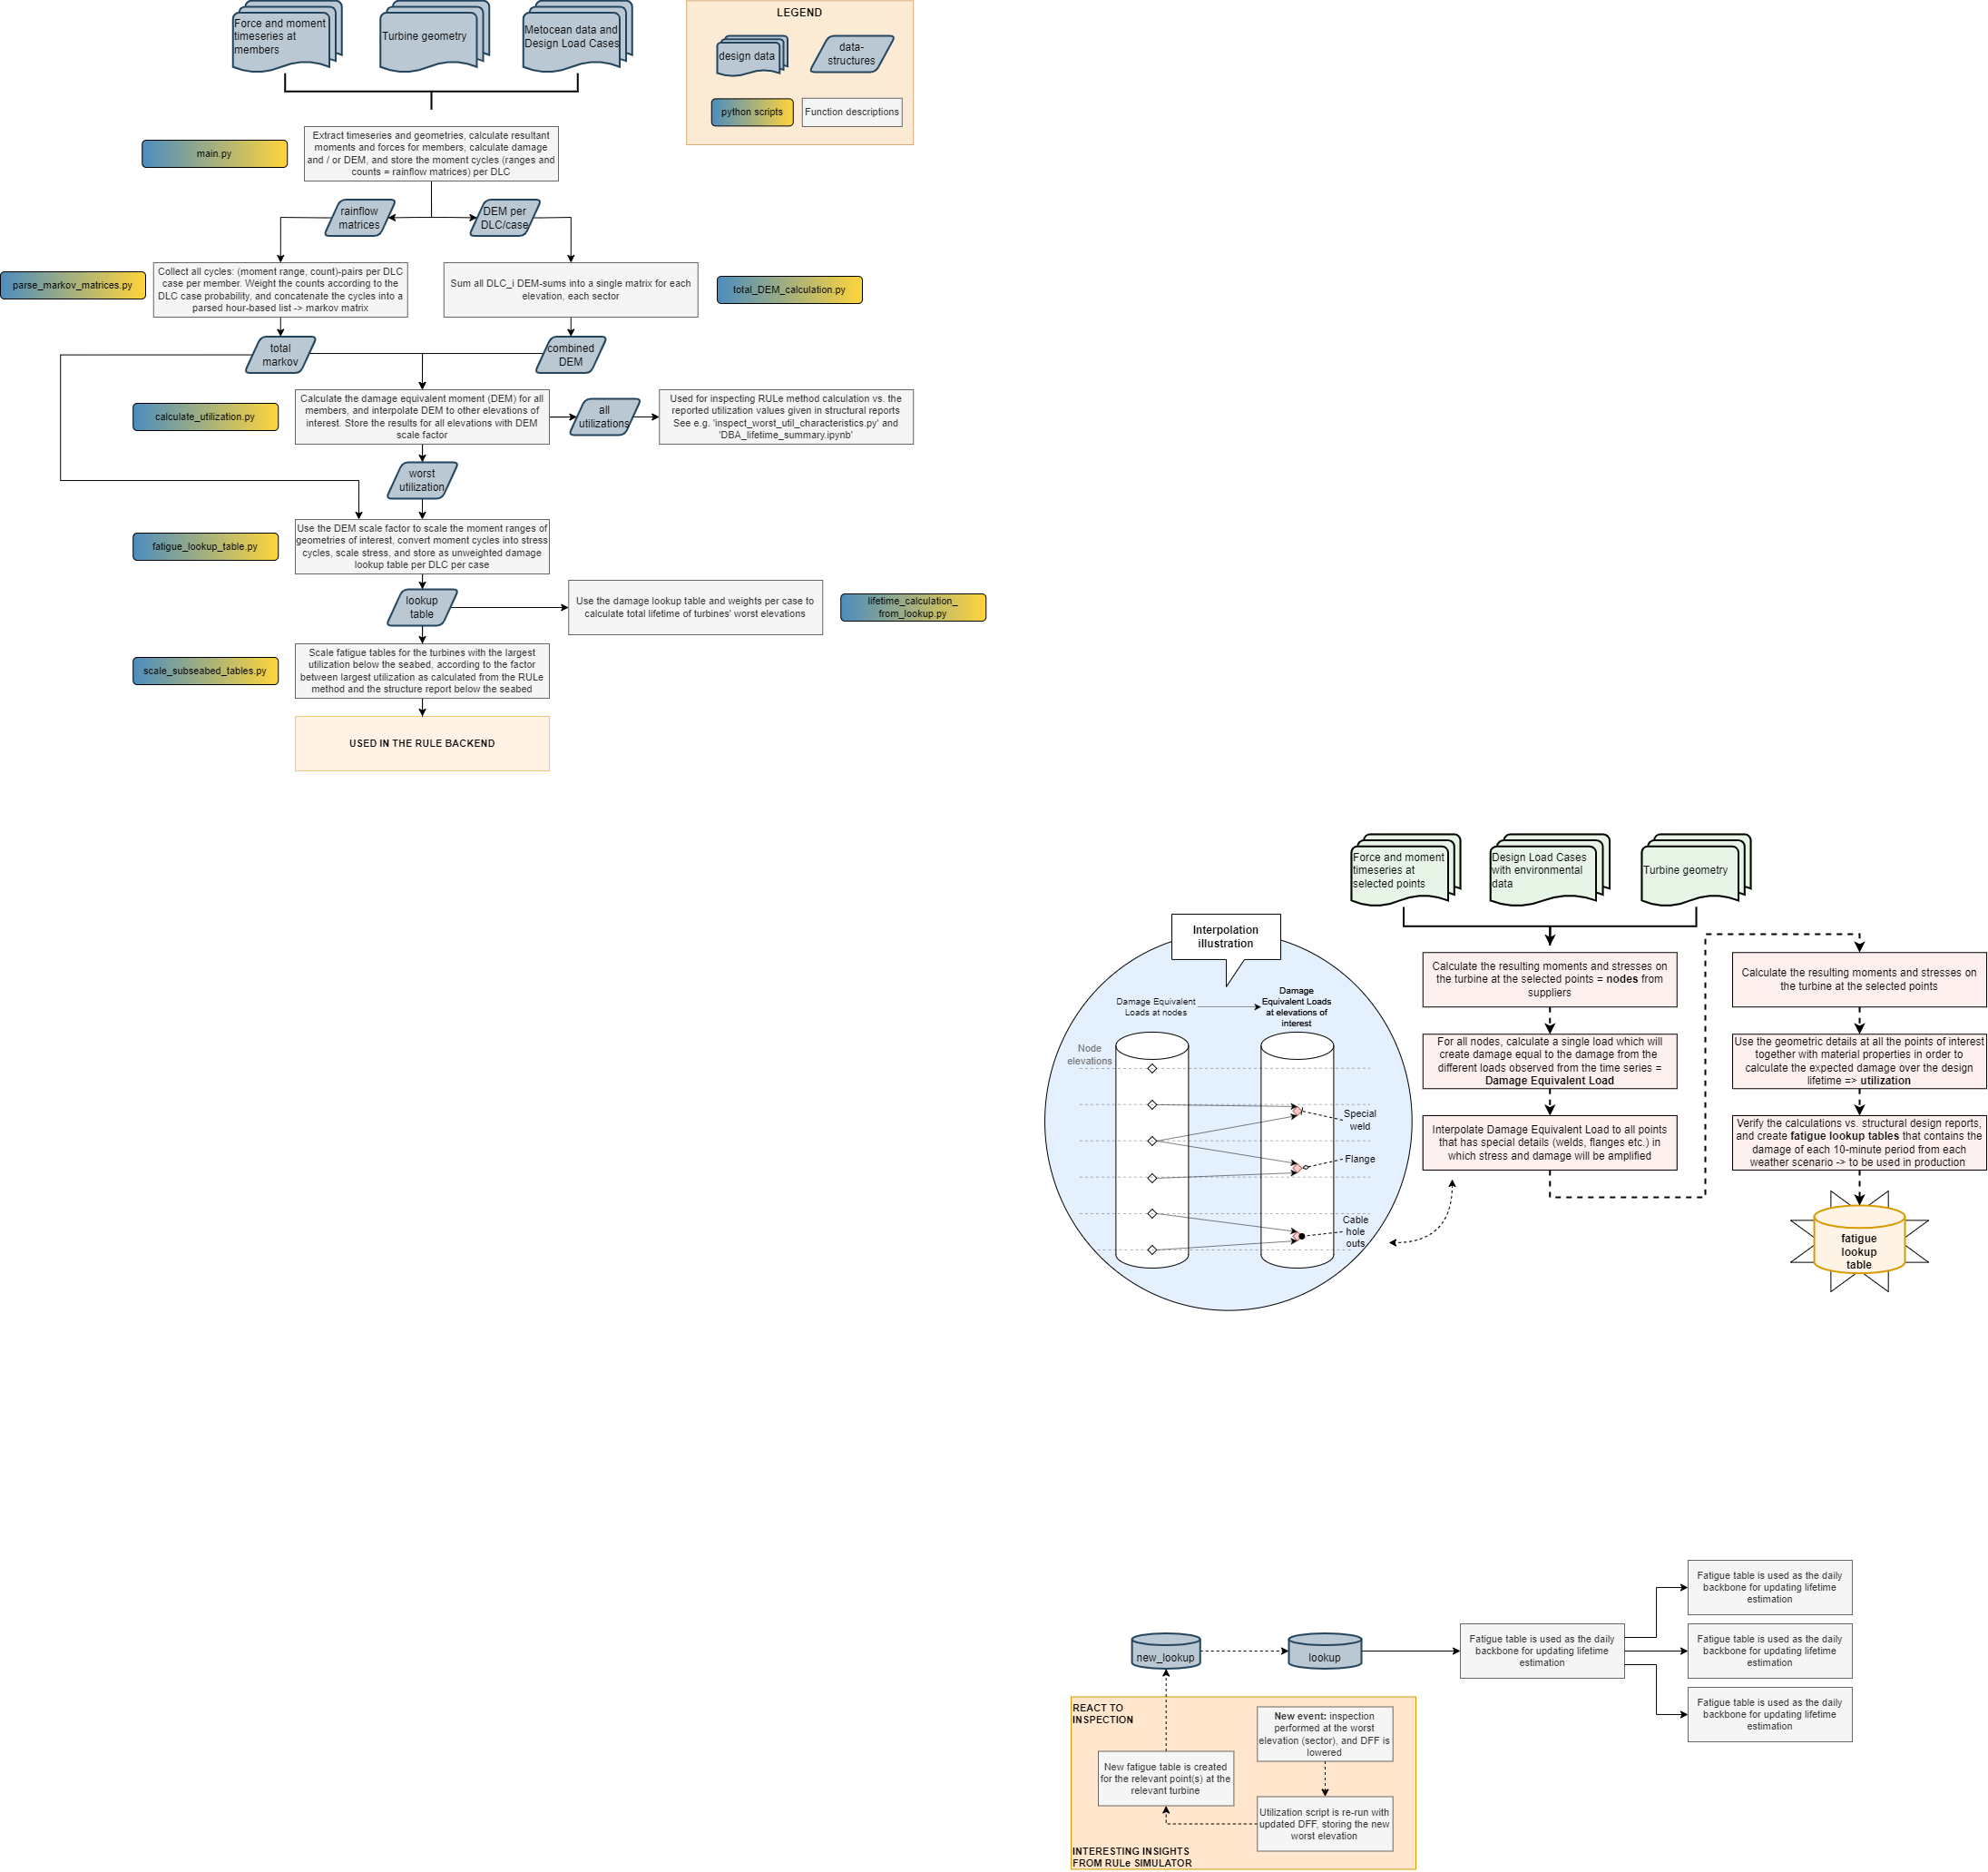 Force and moment
timeseries at
members
Turbine geometry
Metocean data and
Design Load Cases
LEGEND
design data
data-
structures
python scripts
Function descriptions
main.py
Extract timeseries and geometries, calculate resultant
moments and forces for members, calculate damage
and / or DEM, and store the moment cycles (ranges and
counts = rainflow matrices) per DLC
rainflow
matrices
DEM per
DLC/case
parse_markov_matrices.py
Collect all cycles: (moment range, count)-pairs per DLC
case per member. Weight the counts according to the
DLC case probability, and concatenate the cycles into a
parsed hour-based list -> markov matrix
Sum all DLC_i DEM-sums into a single matrix for each
elevation, each sector
total_DEM_calculation.py
total
markov
combined
DEM
calculate_utilization.py
Calculate the damage equivalent moment (DEM) for all
members, and interpolate DEM to other elevations of
interest. Store the results for all elevations with DEM
scale factor
all
utilizations
Used for inspecting RULe method calculation vs. the
reported utilization values given in structural reports
See e.g. 'inspect_worst_util_characteristics.py' and
'DBA_lifetime_summary.ipynb'
worst
utilization
fatigue_lookup_table.py
Use the DEM scale factor to scale the moment ranges of
geometries of interest, convert moment cycles into stress
cycles, scale stress, and store as unweighted damage
lookup table per DLC per case
lookup
table
Use the damage lookup table and weights per case to
calculate total lifetime of turbines' worst elevations
lifetime_calculation_
from_lookup.py
scale_subseabed_tables.py
Scale fatigue tables for the turbines with the largest
utilization below the seabed, according to the factor
between largest utilization as calculated from the RULe
method and the structure report below the seabed
USED IN THE RULE BACKEND
Force and moment
timeseries at
selected points
Design Load Cases
with environmental
data
Turbine geometry
Interpolation
illustration
Damage Equivalent
Loads at nodes
Damage
Equivalent Loads
at elevations of
interest
Node
elevations
Special
weld
Flange
Cable
hole
outs
Calculate the resulting moments and stresses on
the turbine at the selected points = nodes from
suppliers
For all nodes, calculate a single load which will
create damage equal to the damage from the
different loads observed from the time series =
Damage Equivalent Load
Interpolate Damage Equivalent Load to all points
that has special details (welds, flanges etc.) in
which stress and damage will be amplified
Calculate the resulting moments and stresses on
the turbine at the selected points
Use the geometric details at all the points of interest
together with material properties in order to
calculate the expected damage over the design
lifetime => utilization
Verify the calculations vs. structural design reports,
and create fatigue lookup tables that contains the
damage of each 10-minute period from each
weather scenario -> to be used in production
fatigue
lookup
table
new_lookup
lookup
Fatigue table is used as the daily
backbone for updating lifetime
estimation
Fatigue table is used as the daily
backbone for updating lifetime
estimation
Fatigue table is used as the daily
backbone for updating lifetime
estimation
Fatigue table is used as the daily
backbone for updating lifetime
estimation
REACT TO
INSPECTION
New event: inspection
performed at the worst
elevation (sector), and DFF is
lowered
New fatigue table is created
for the relevant point(s) at the
relevant turbine
Utilization script is re-run with
updated DFF, storing the new
worst elevation
INTERESTING INSIGHTS
FROM RULe SIMULATOR